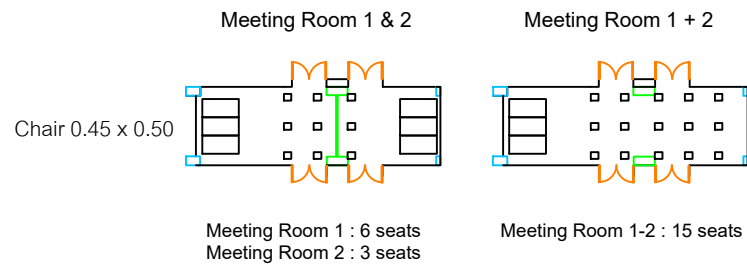 Meeting Room 1 & 2
Meeting Room 1 + 2
Chair 0.45 x 0.50
Meeting Room 1 : 6 seats
Meeting Room 2 : 3 seats
Meeting Room 1-2 : 15 seats